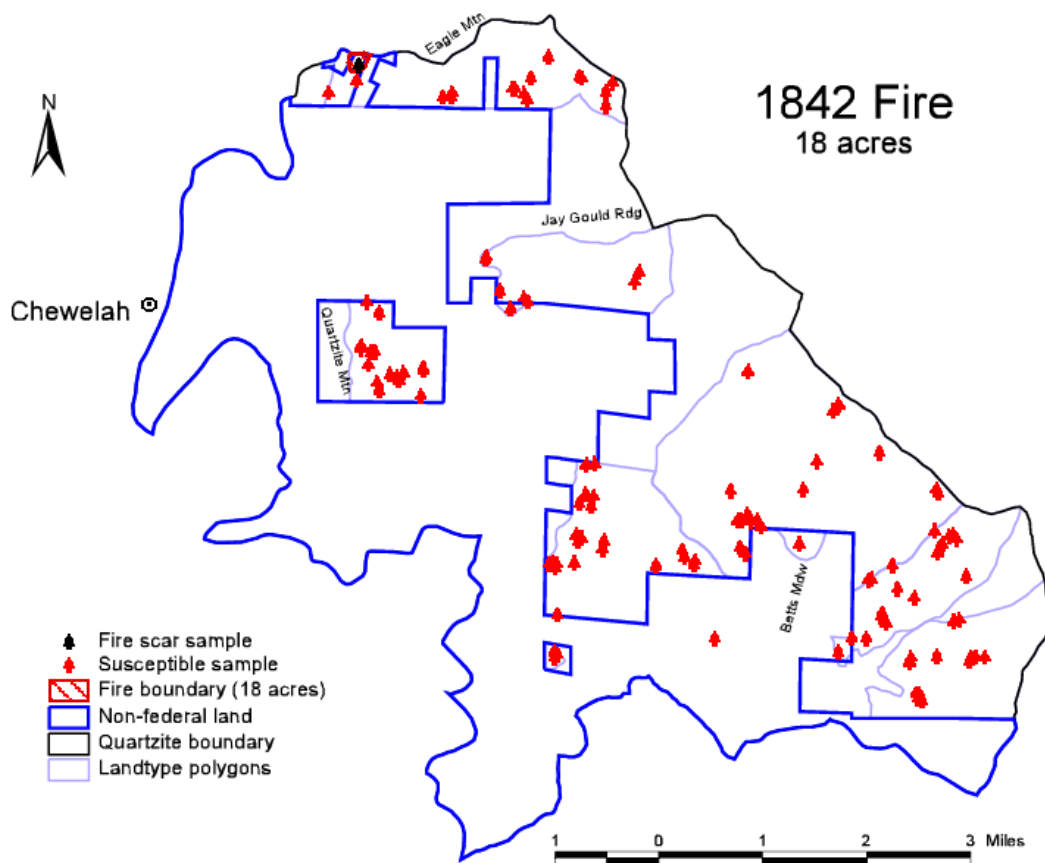 Eagle Mtn
N
1842 Fire
18 acres
Jay Gould Rdg
Chewelah
Quartzite Mtn
Betts Mdw
Fire scar sample
Susceptible sample
Fire boundary (18 acres)
Non-federal land
Quartzite boundary
Landtype polygons
1 0 1 2 3 Miles